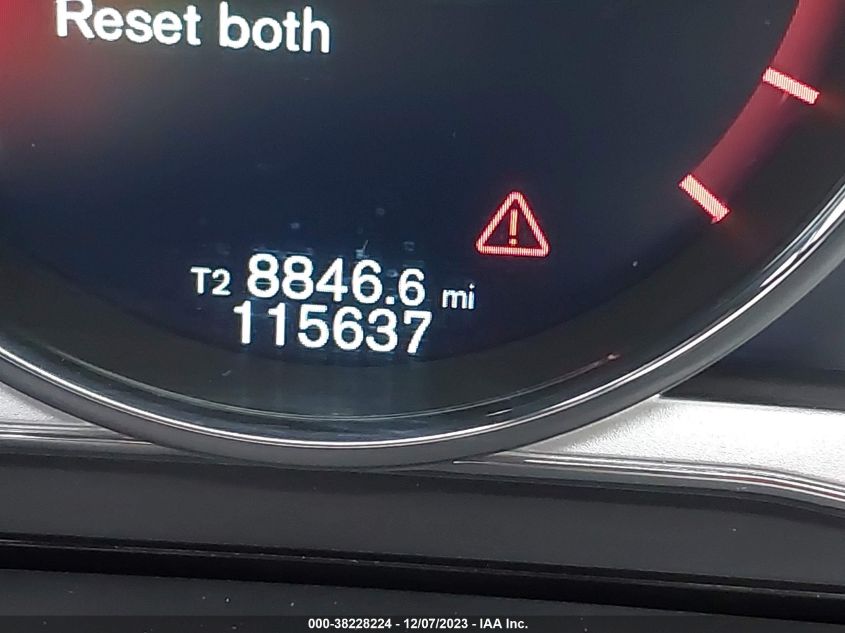 Reset both
T2 8846.6 mi
115637
000-38228224 - 12/07/2023 - IAA Inc.